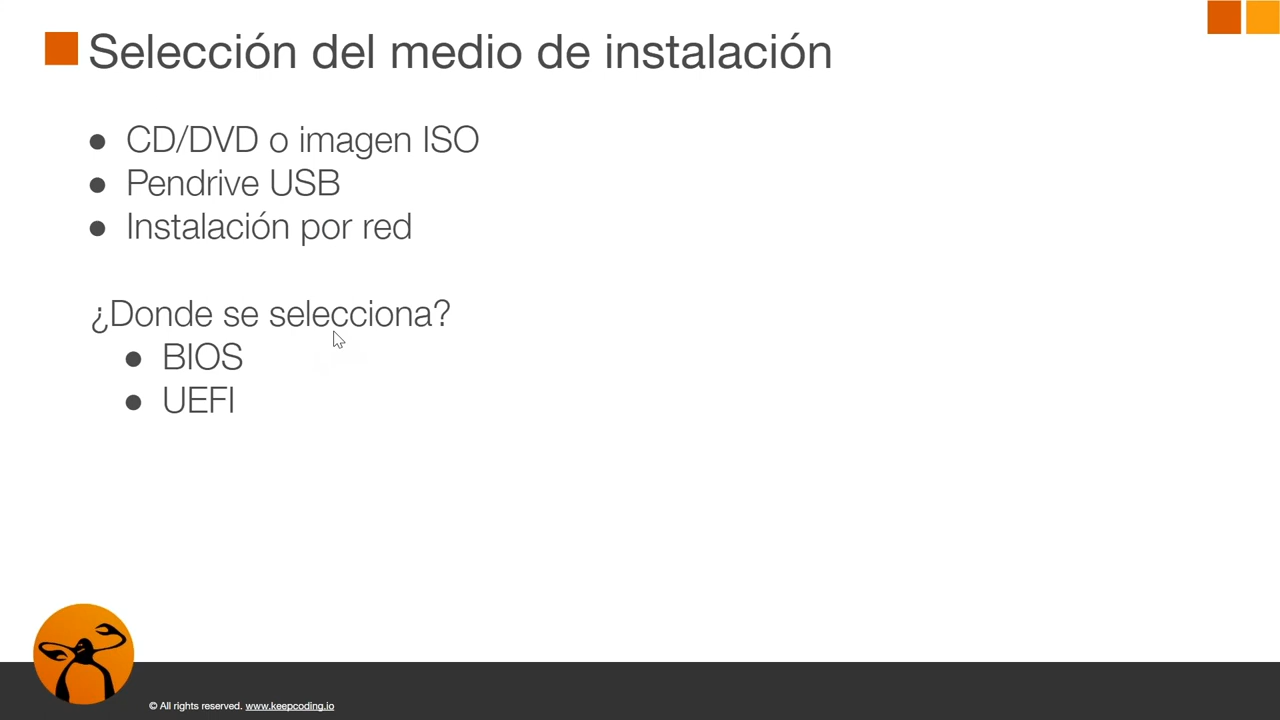 Selección del medio de instalación
● CD/DVD o imagen ISO
● Pendrive USB
● Instalación por red
¿Donde se selecciona?
● BIOS
● UEFI
© All rights reserved. www.keepcoding.io